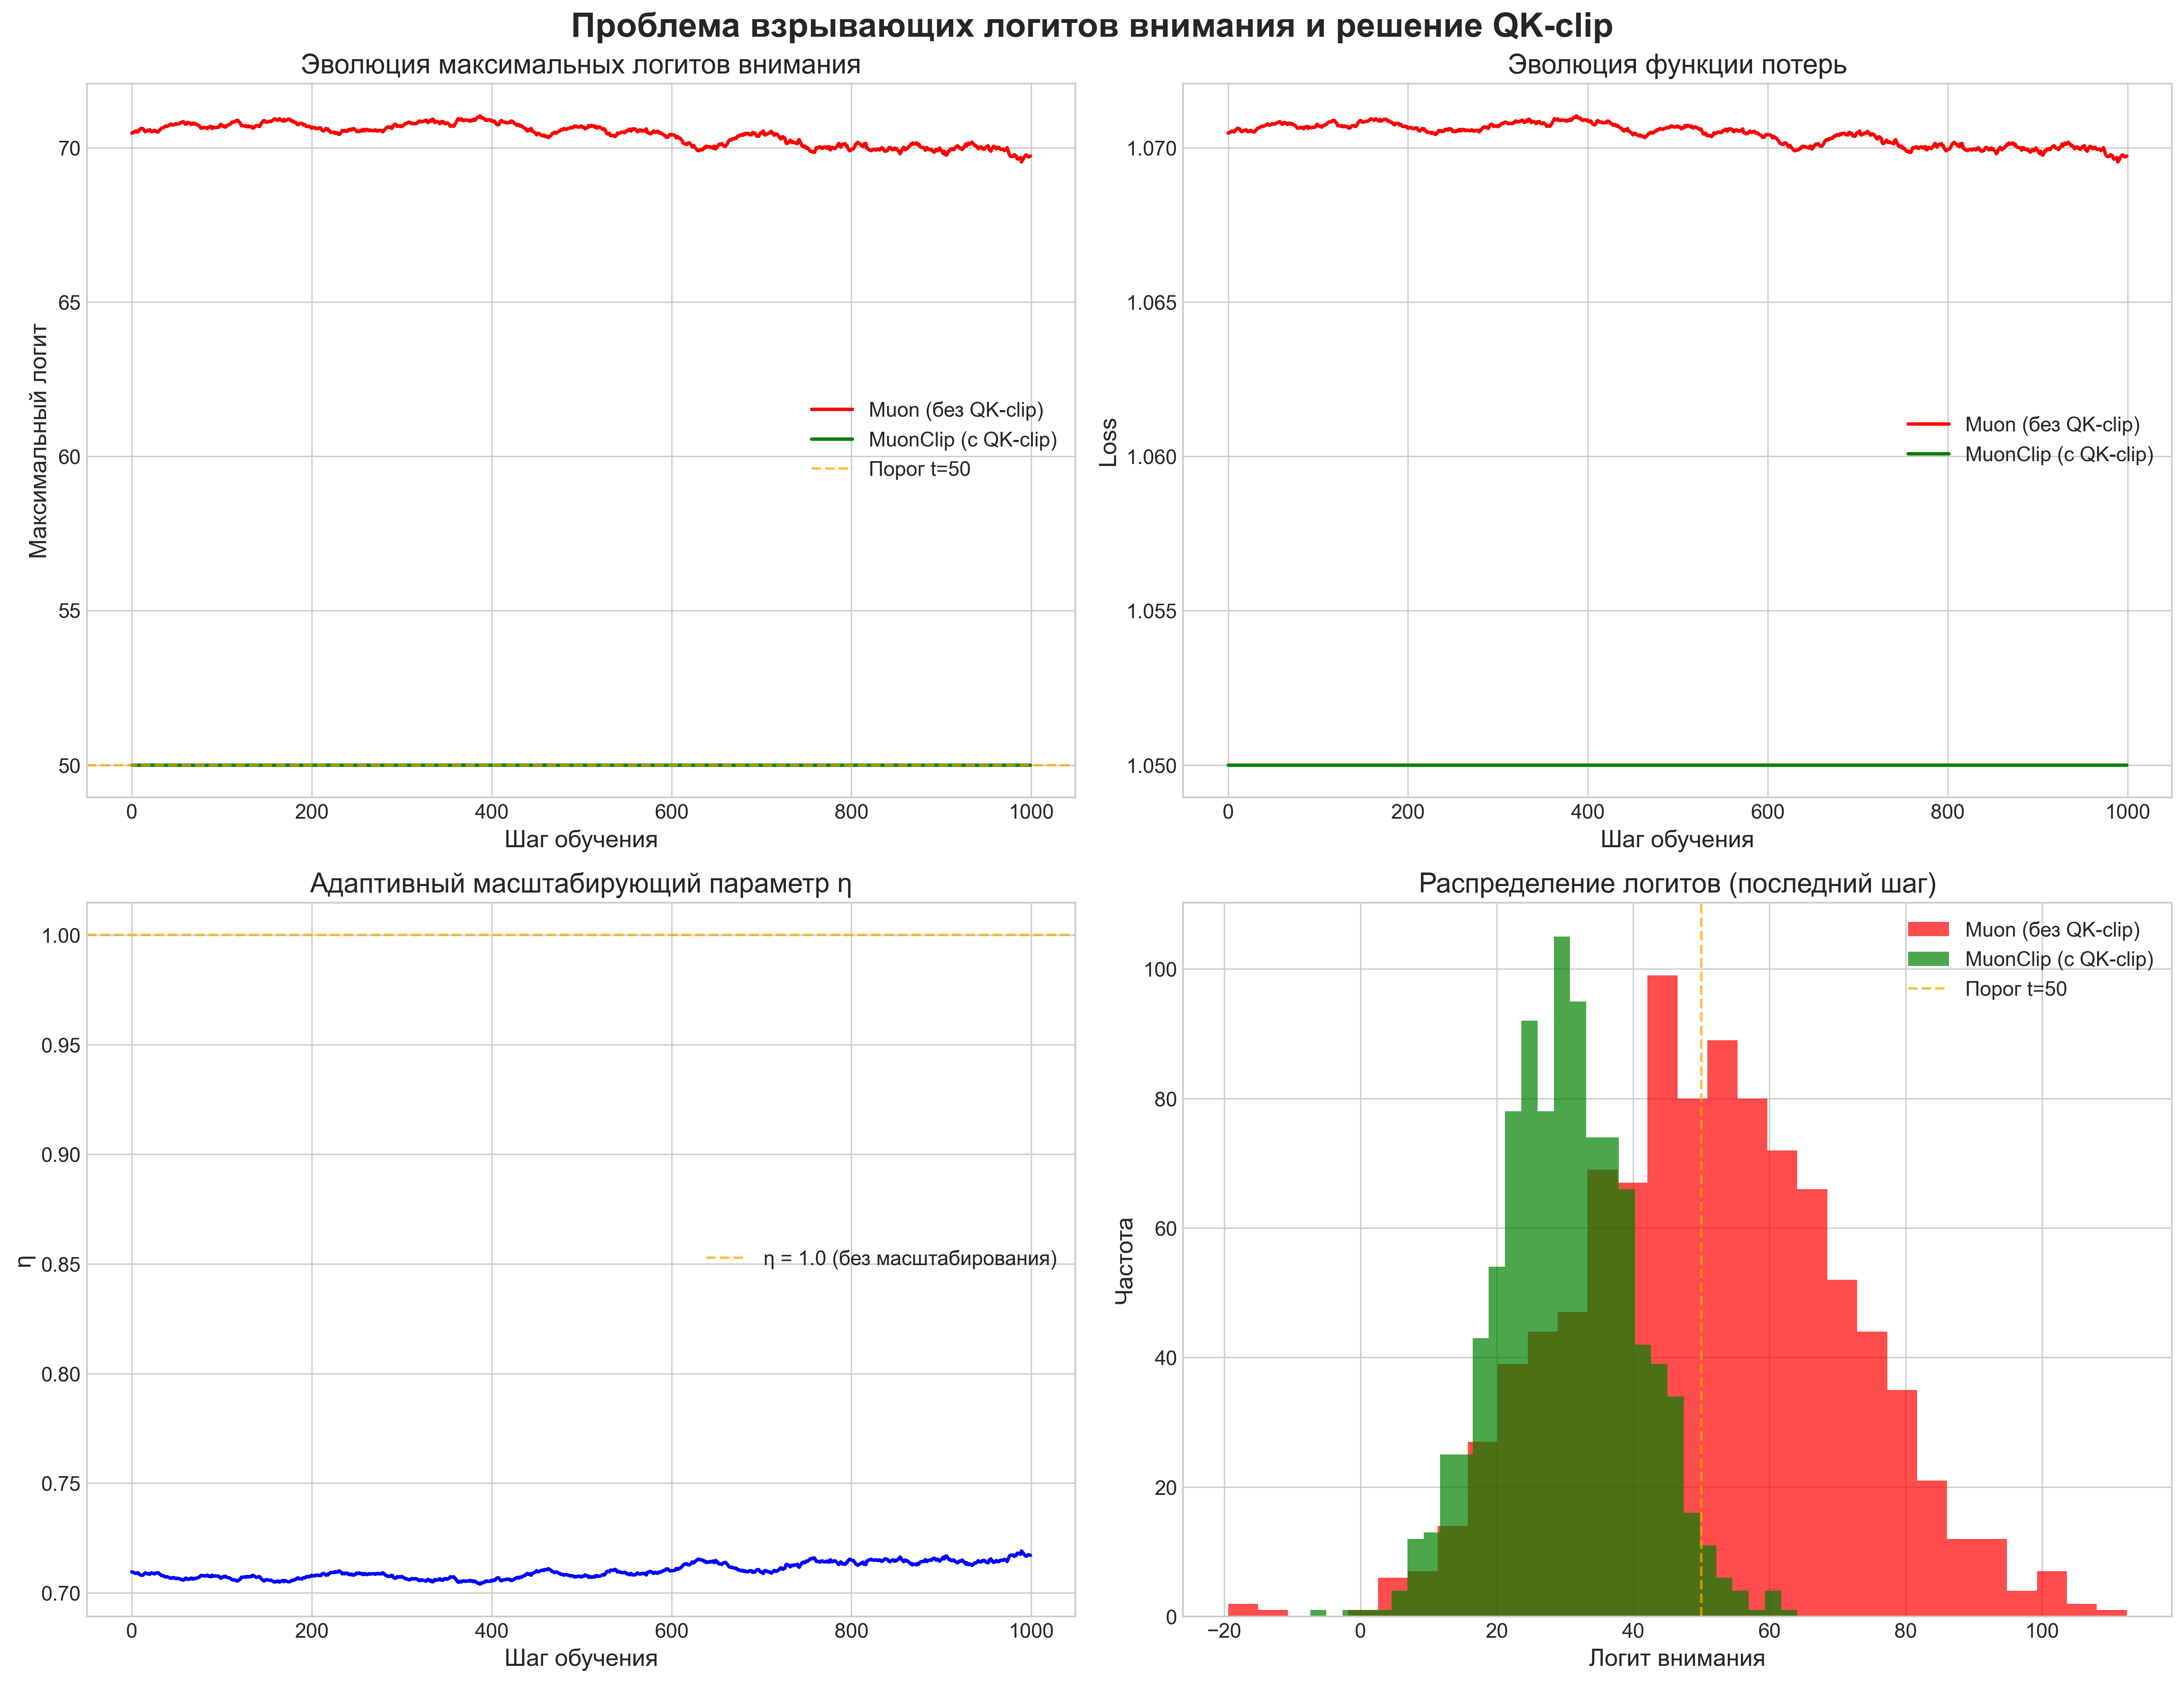 Проблема взрывающих логитов внимания и решение QK-clip
Эволюция максимальных логитов внимания
Максимальный логит
70
65
60
55
50
Muon (без QK-clip)
MuonClip (с QK-clip)
Порог t=50
0 200 400 600 800 1000
Шаг обучения
Эволюция функции потерь
Loss
1.070
1.065
1.060
1.055
1.050
Muon (без QK-clip)
MuonClip (с QK-clip)
0 200 400 600 800 1000
Шаг обучения
Адаптивный масштабирующий параметр η
η
1.00
0.95
0.90
0.85
0.80
0.75
0.70
η = 1.0 (без масштабирования)
0 200 400 600 800 1000
Шаг обучения
Распределение логитов (последний шаг)
Частота
100
80
60
40
20
0
Muon (без QK-clip)
MuonClip (с QK-clip)
Порог t=50
−20 0 20 40 60 80 100
Логит внимания